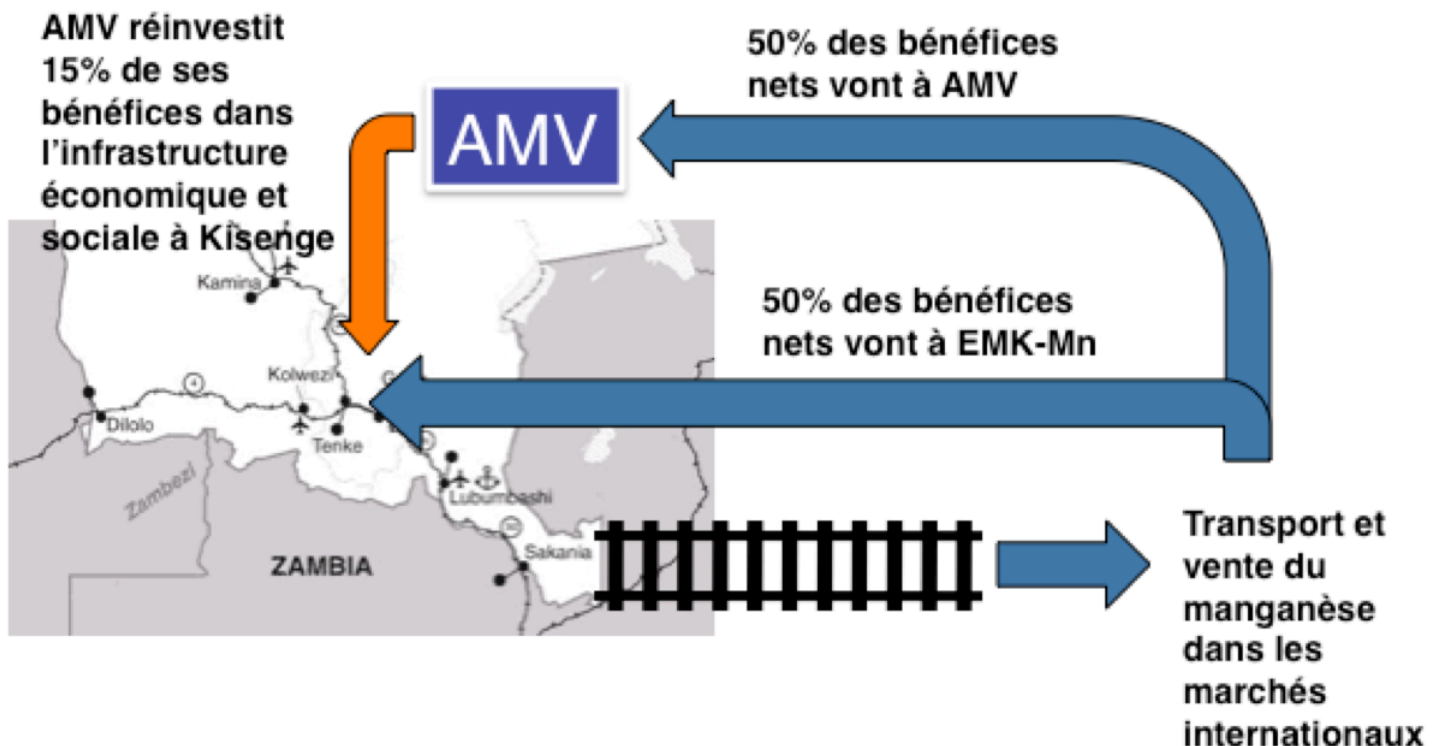 AMV réinvestit
15% de ses
bénéfices dans
l'infrastructure
économique et
sociale à Kisenge
AMV
50% des bénéfices
nets vont à AMV
50% des bénéfices
nets vont à EMK-Mn
Kamina
Kolwezi
4
Dilolo
Tenke
Zambezi
Lubumbashi
Sakania
ZAMBIA
Transport et
vente du
manganèse
dans les
marchés
internationaux